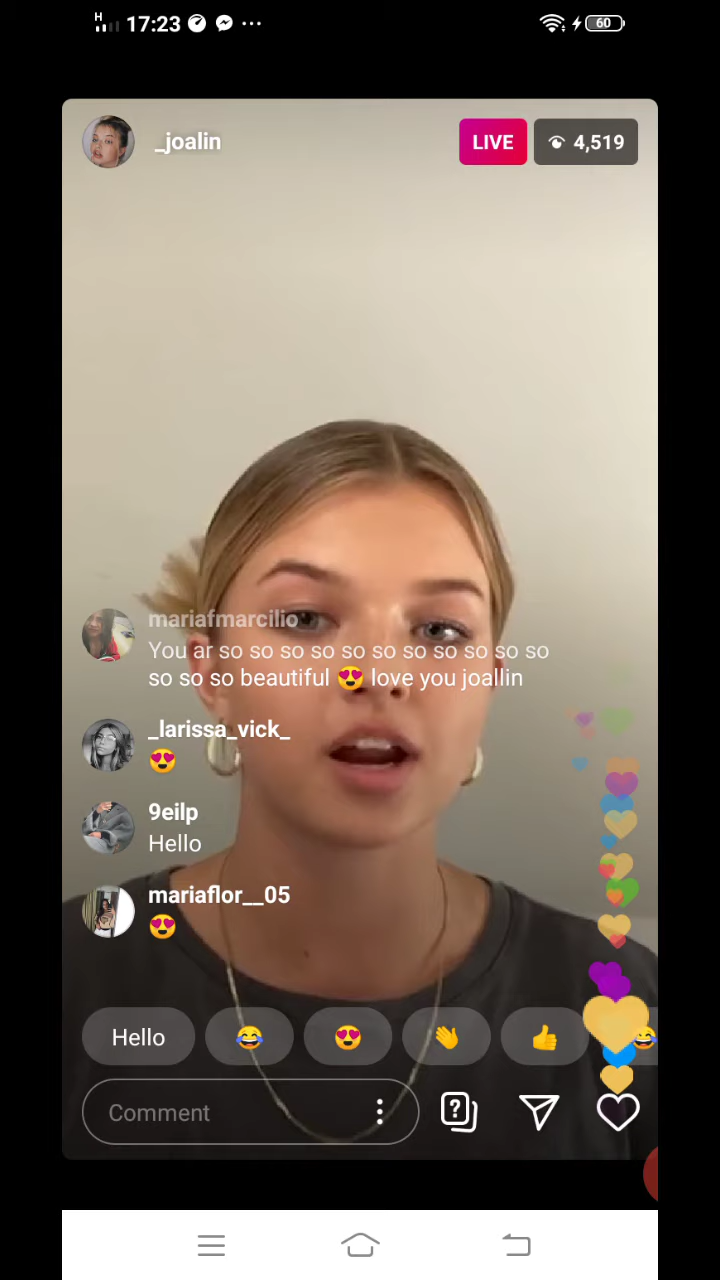 H 17:23 60
_joalin LIVE 4,519
mariafmarcilio
You ar so so so so so so so so so so so
so so so beautiful 😍 love you joallin
_larissa_vick_
😍
9eilp
Hello
mariaflor__05
😍
Hello 😂 😍 👋 👍 😂
Comment